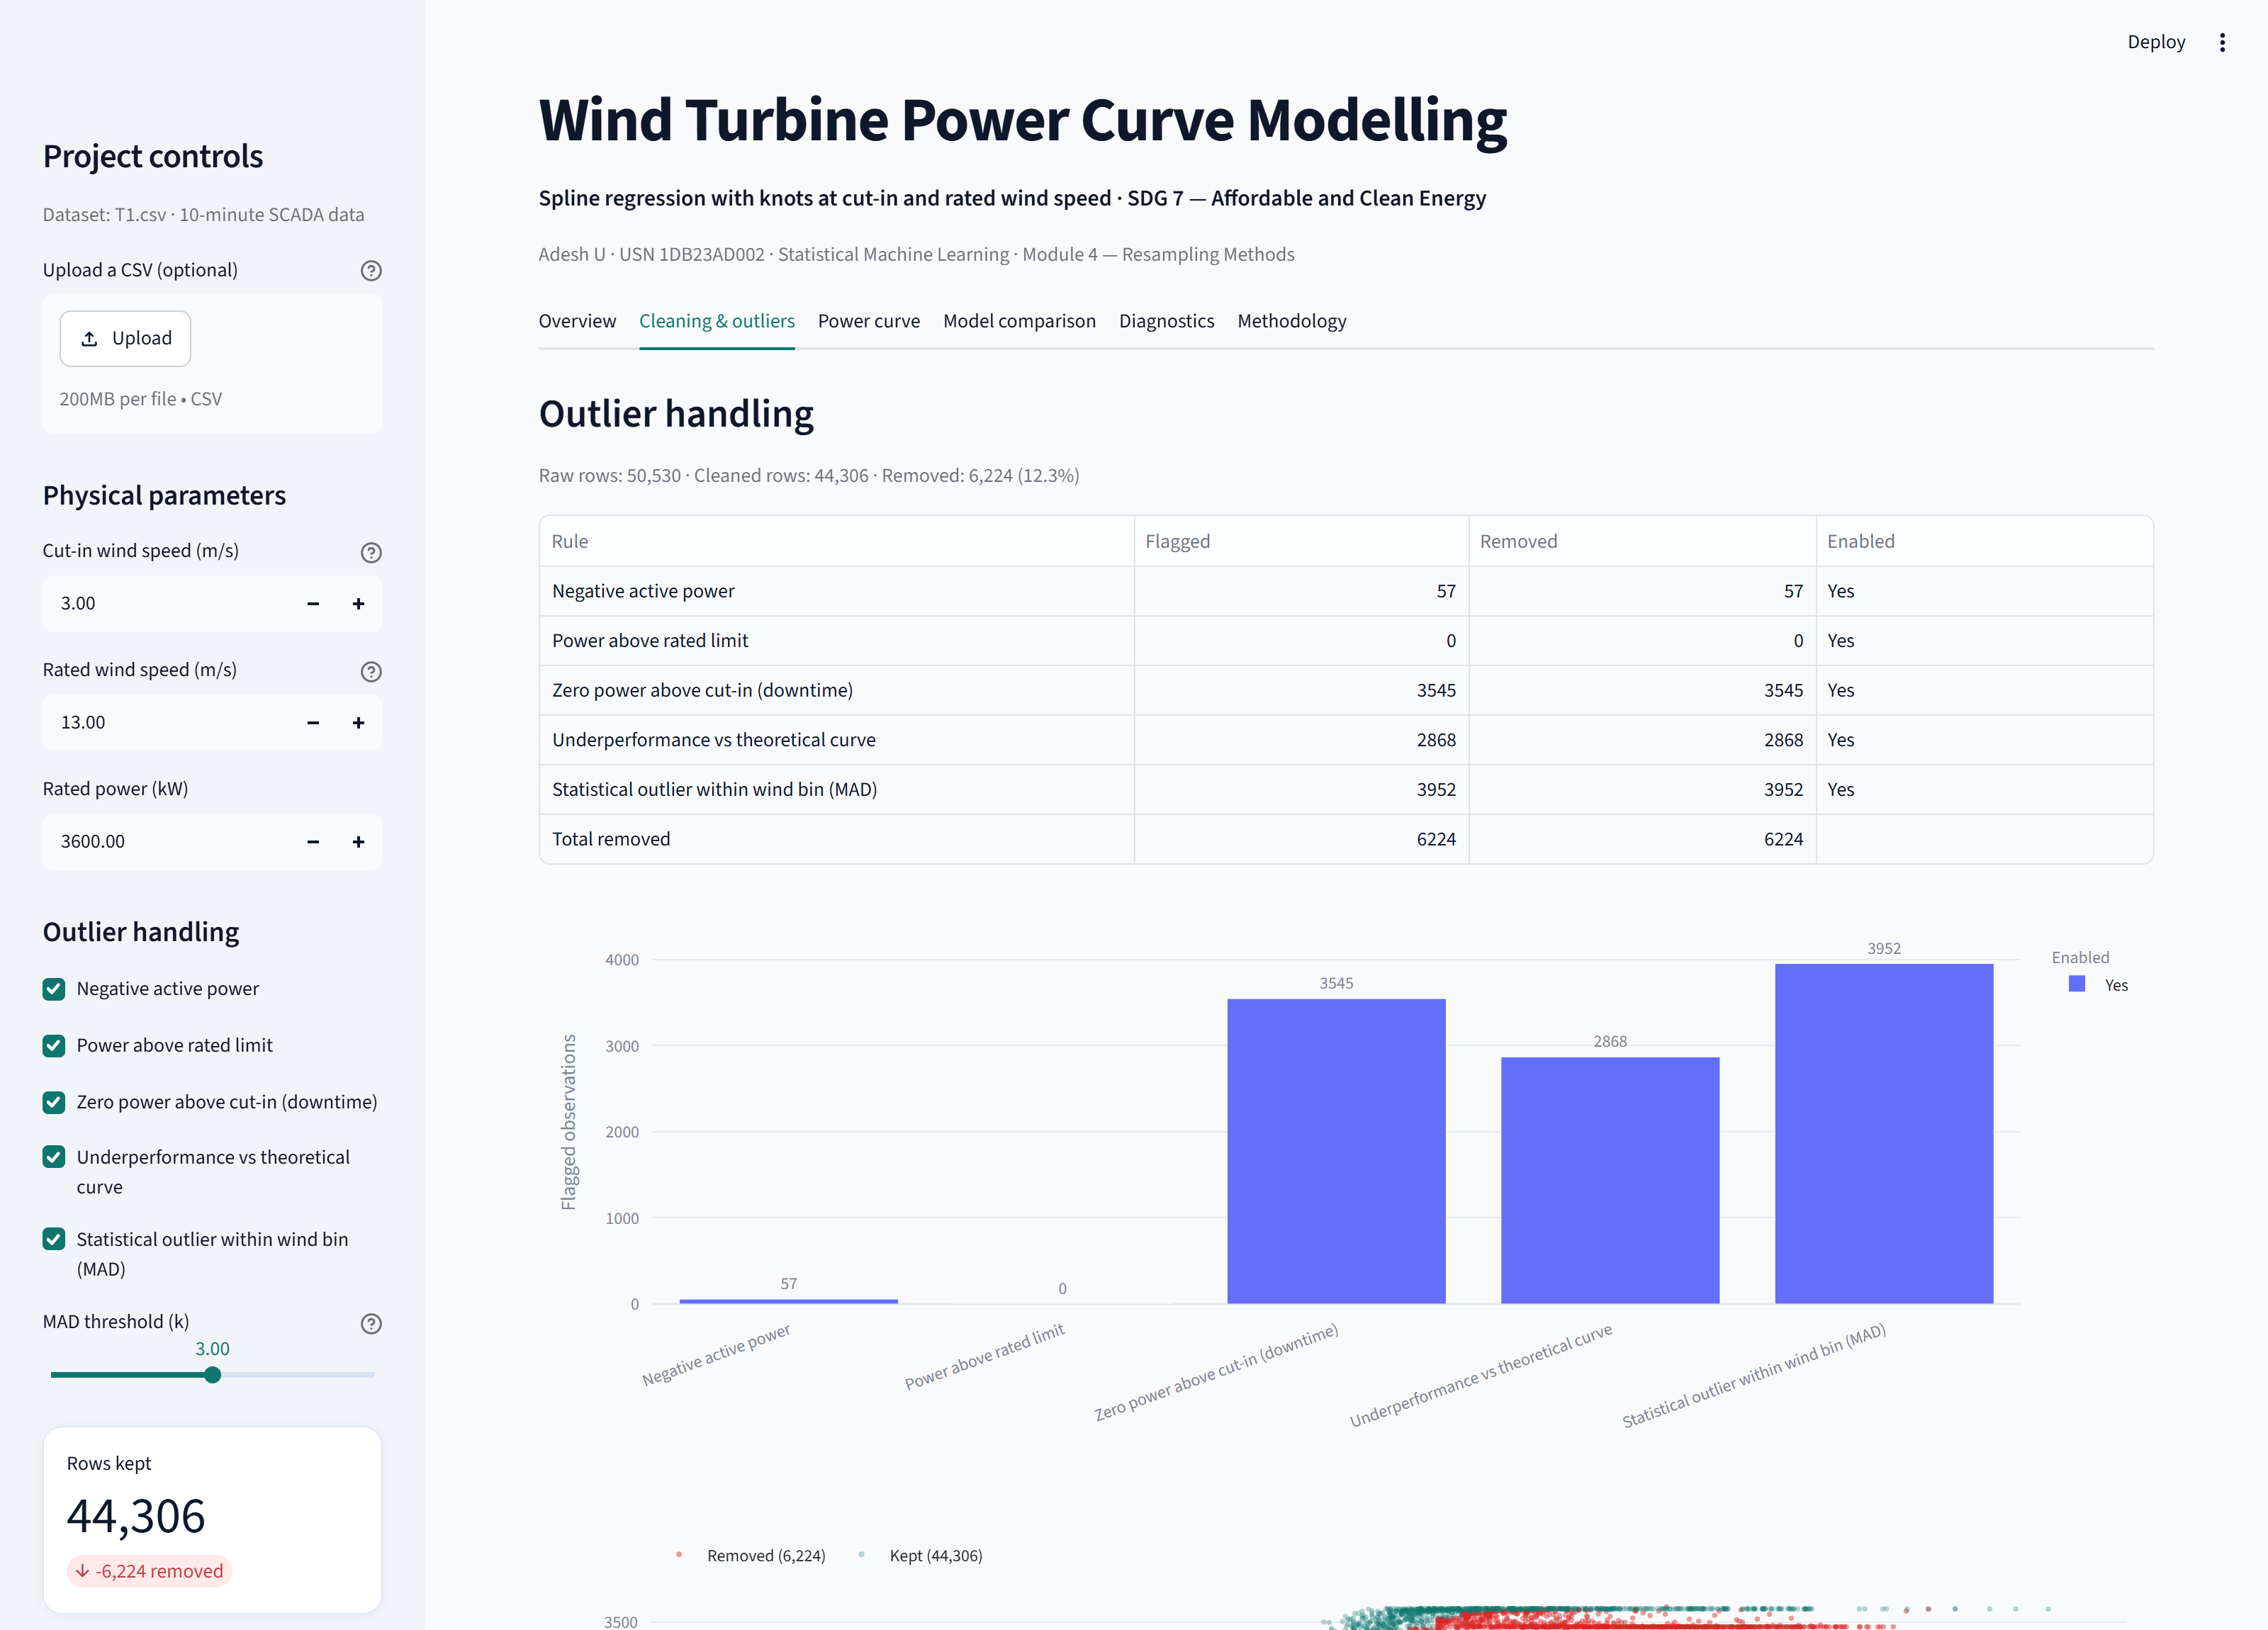 Deploy
Project controls
Dataset: T1.csv · 10-minute SCADA data
Upload a CSV (optional)
Upload
200MB per file • CSV
Physical parameters
Cut-in wind speed (m/s)
3.00
Rated wind speed (m/s)
13.00
Rated power (kW)
3600.00
Outlier handling
Negative active power
Power above rated limit
Zero power above cut-in (downtime)
Underperformance vs theoretical
curve
Statistical outlier within wind bin
(MAD)
MAD threshold (k)
3.00
Rows kept
44,306
-6,224 removed
Wind Turbine Power Curve Modelling
Spline regression with knots at cut-in and rated wind speed · SDG 7 — Affordable and Clean Energy
Adesh U · USN 1DB23AD002 · Statistical Machine Learning · Module 4 — Resampling Methods
Overview Cleaning & outliers Power curve Model comparison Diagnostics Methodology
Outlier handling
Raw rows: 50,530 · Cleaned rows: 44,306 · Removed: 6,224 (12.3%)
Rule Flagged Removed Enabled
Negative active power 57 57 Yes
Power above rated limit 0 0 Yes
Zero power above cut-in (downtime) 3545 3545 Yes
Underperformance vs theoretical curve 2868 2868 Yes
Statistical outlier within wind bin (MAD) 3952 3952 Yes
Total removed 6224 6224
Flagged observations
4000
3000
2000
1000
0
57
0
3545
2868
3952
Negative active power
Power above rated limit
Zero power above cut-in (downtime)
Underperformance vs theoretical curve
Statistical outlier within wind bin (MAD)
Enabled
Yes
Removed (6,224) Kept (44,306)
3500